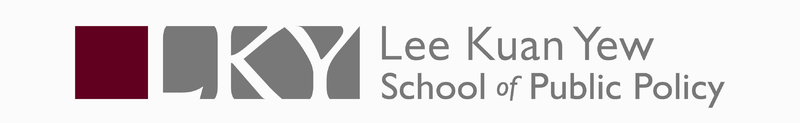 LKY
Lee Kuan Yew
School of Public Policy